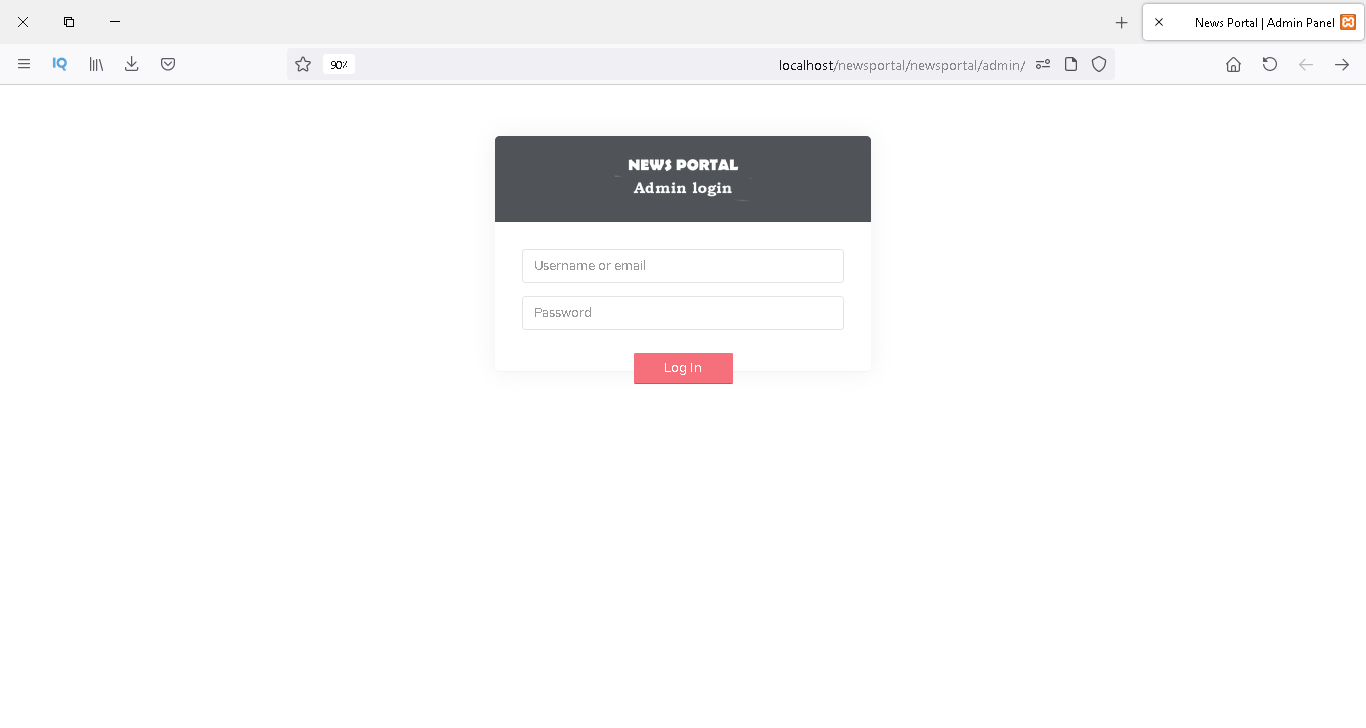 News Portal | Admin Panel
IQ
90%
localhost/newsportal/newsportal/admin/
NEWS PORTAL
Admin login
Username or email
Password
Log In